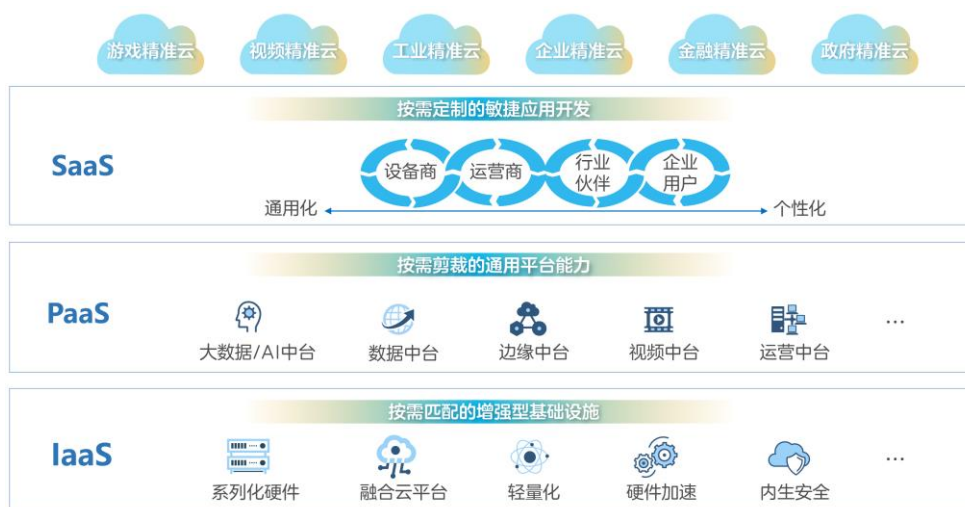 游戏精准云 视频精准云 工业精准云 企业精准云 金融精准云 政府精准云
按需定制的敏捷应用开发
SaaS
设备商 运营商 行业伙伴 企业用户
通用化 个性化
按需剪裁的通用平台能力
PaaS
大数据/AI中台 数据中台 边缘中台 视频中台 运营中台 ...
按需匹配的增强型基础设施
IaaS
系列化硬件 融合云平台 轻量化 硬件加速 内生安全 ...